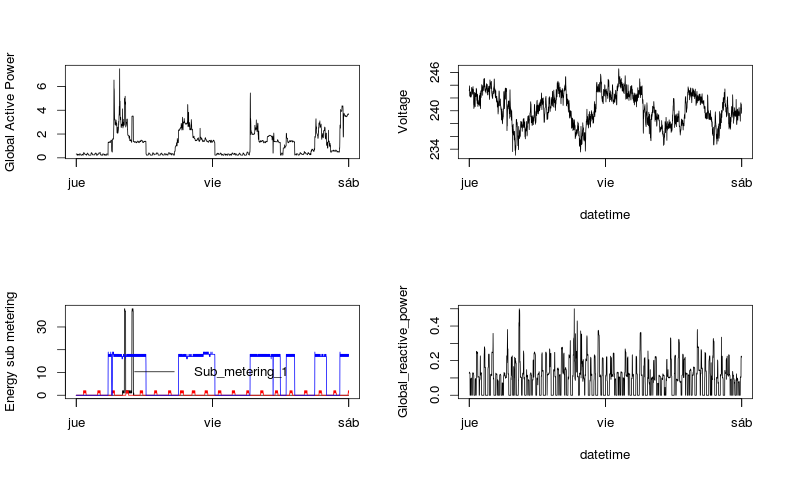 Global Active Power
0 2 4 6
jue vie sáb
Voltage
234 240 246
jue vie sáb
datetime
Energy sub metering
0 10 30
Sub_metering_1
jue vie sáb
Global_reactive_power
0.0 0.2 0.4
jue vie sáb
datetime